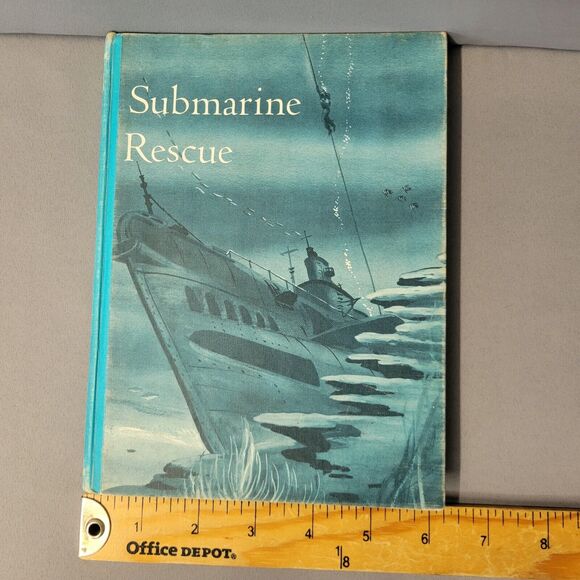 Submarine
Rescue
1 2 3 4 5 6 7 8
Office DEPOT®
1/8